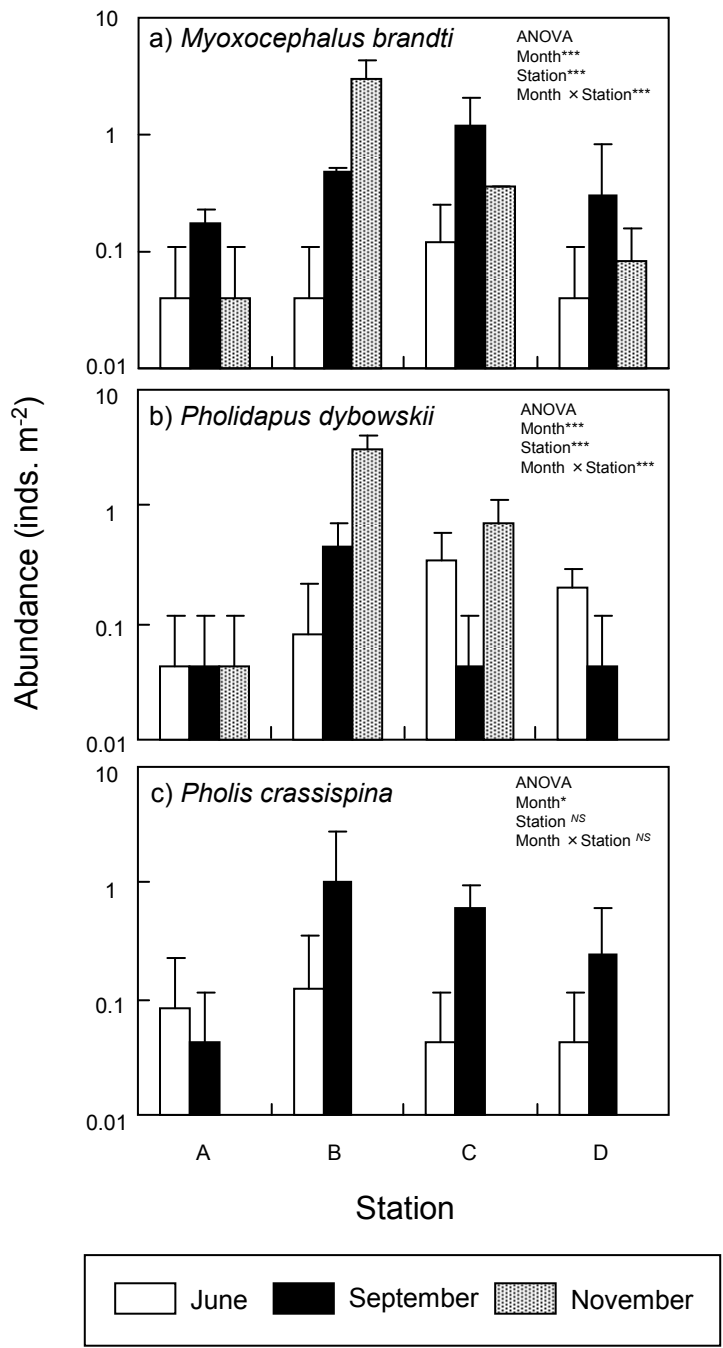 10
a) Myoxocephalus brandti
ANOVA
Month***
Station***
Month × Station***
1
0.1
0.01
10
b) Pholidapus dybowskii
ANOVA
Month***
Station***
Month × Station***
1
0.1
0.01
10
c) Pholis crassispina
ANOVA
Month*
Station NS
Month × Station NS
1
0.1
0.01
Abundance (inds. m-2)
A B C D
Station
June September November